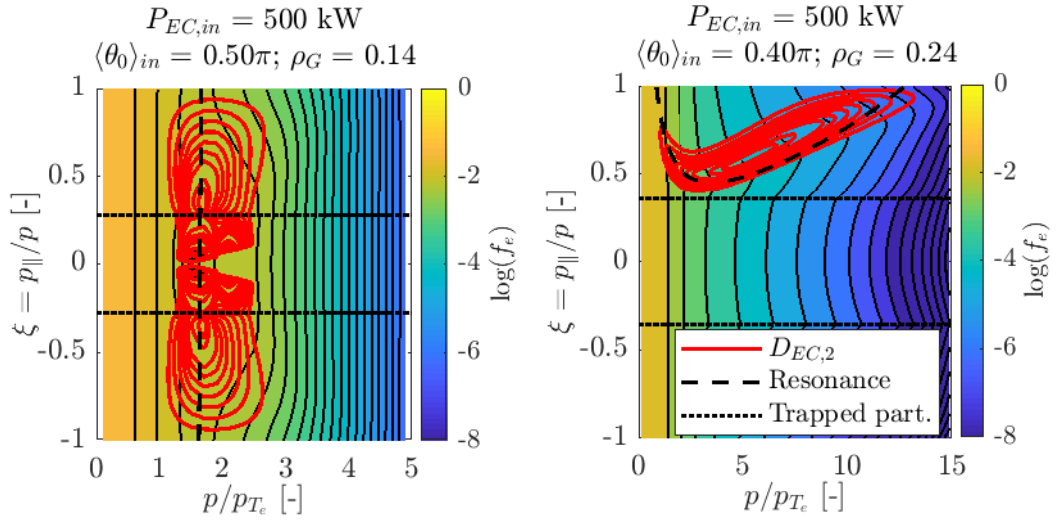 P_{EC,in} = 500 kW
⟨θ_0⟩_{in} = 0.50π; ρ_G = 0.14
1
0.5
0
-0.5
-1
ξ = p_∥/p [-]
0 1 2 3 4 5
p/p_{T_e} [-]
0
-2
-4
-6
-8
log(f_e)
P_{EC,in} = 500 kW
⟨θ_0⟩_{in} = 0.40π; ρ_G = 0.24
1
0.5
0
-0.5
-1
ξ = p_∥/p [-]
D_{EC,2}
Resonance
Trapped part.
0 5 10 15
p/p_{T_e} [-]
0
-2
-4
-6
-8
log(f_e)